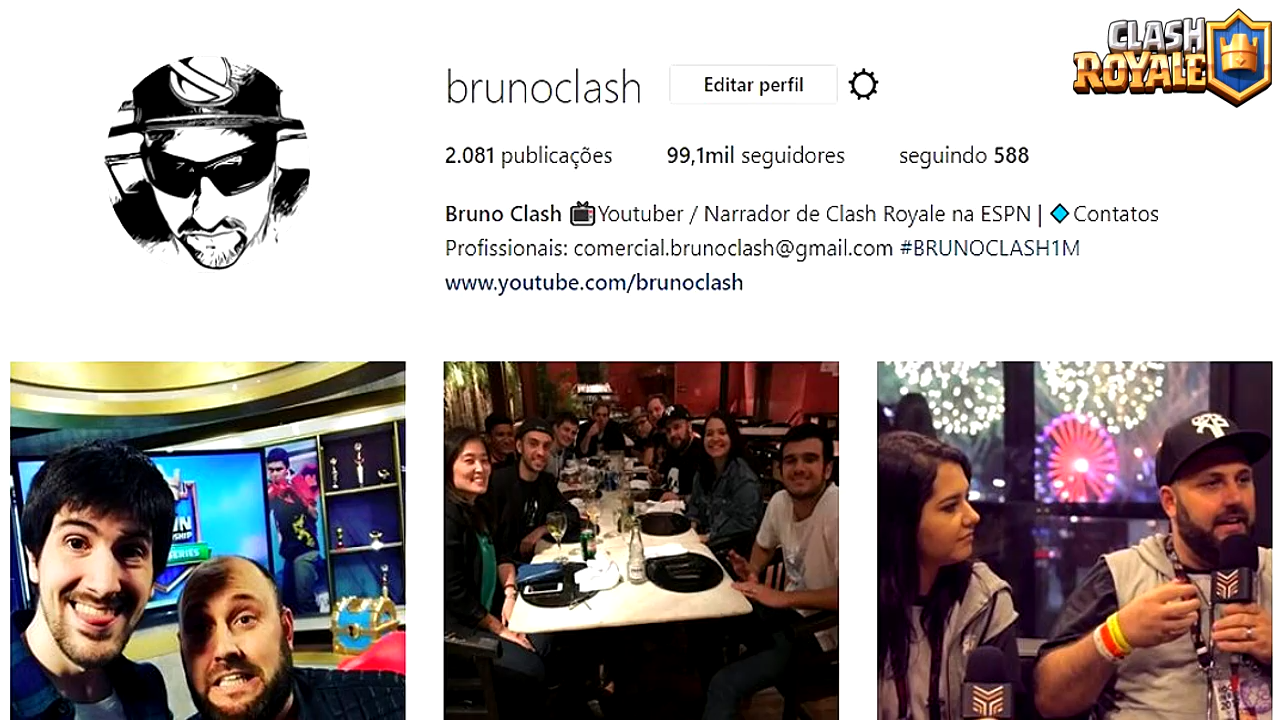 CLASH
ROYALE
brunoclash Editar perfil
2.081 publicações 99,1mil seguidores seguindo 588
Bruno Clash Youtuber / Narrador de Clash Royale na ESPN | Contatos
Profissionais: comercial.brunoclash@gmail.com #BRUNOCLASH1M
www.youtube.com/brunoclash
SERIES